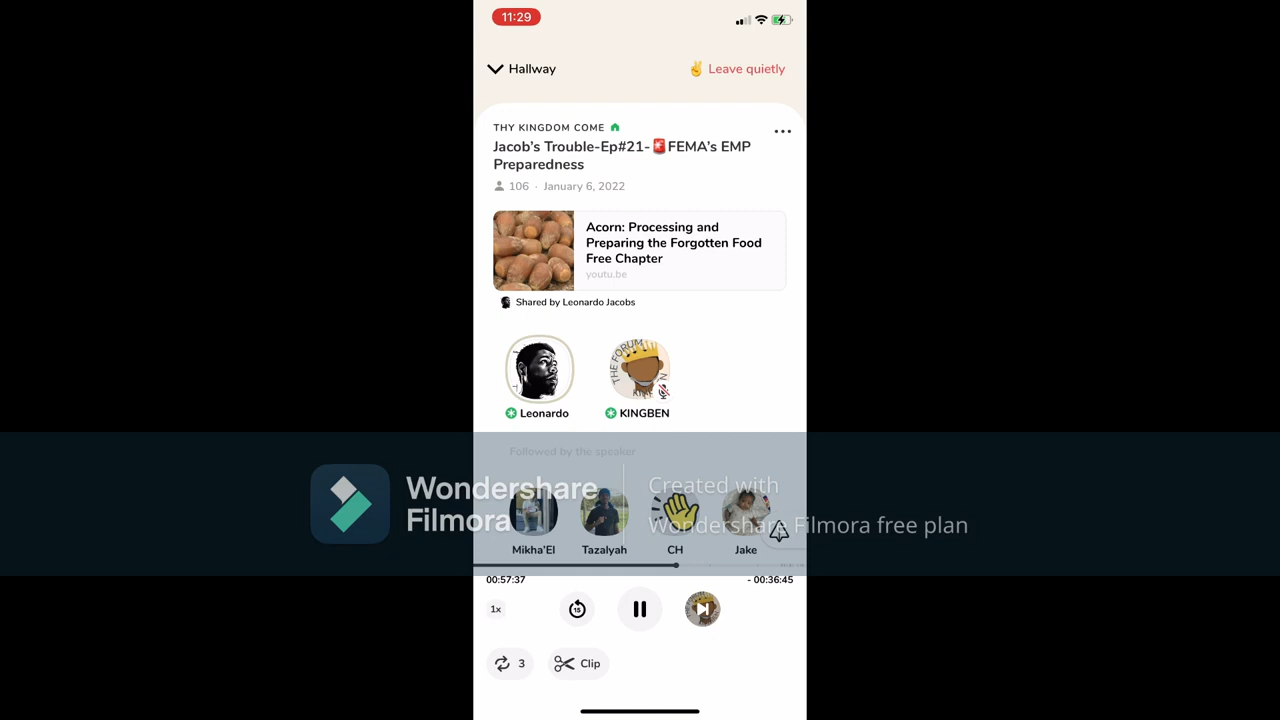 11:29
Hallway
✌️ Leave quietly
THY KINGDOM COME
Jacob's Trouble-Ep#21-🚨FEMA's EMP
Preparedness
106 · January 6, 2022
Acorn: Processing and
Preparing the Forgotten Food
Free Chapter
youtu.be
Shared by Leonardo Jacobs
THE FORUM
Leonardo
KINGBEN
Followed by the speaker
Wondershare
Filmora
Created with
Wondershare Filmora free plan
Mikha'El
Tazalyah
CH
Jake
00:57:37
- 00:36:45
1x
15
3
Clip